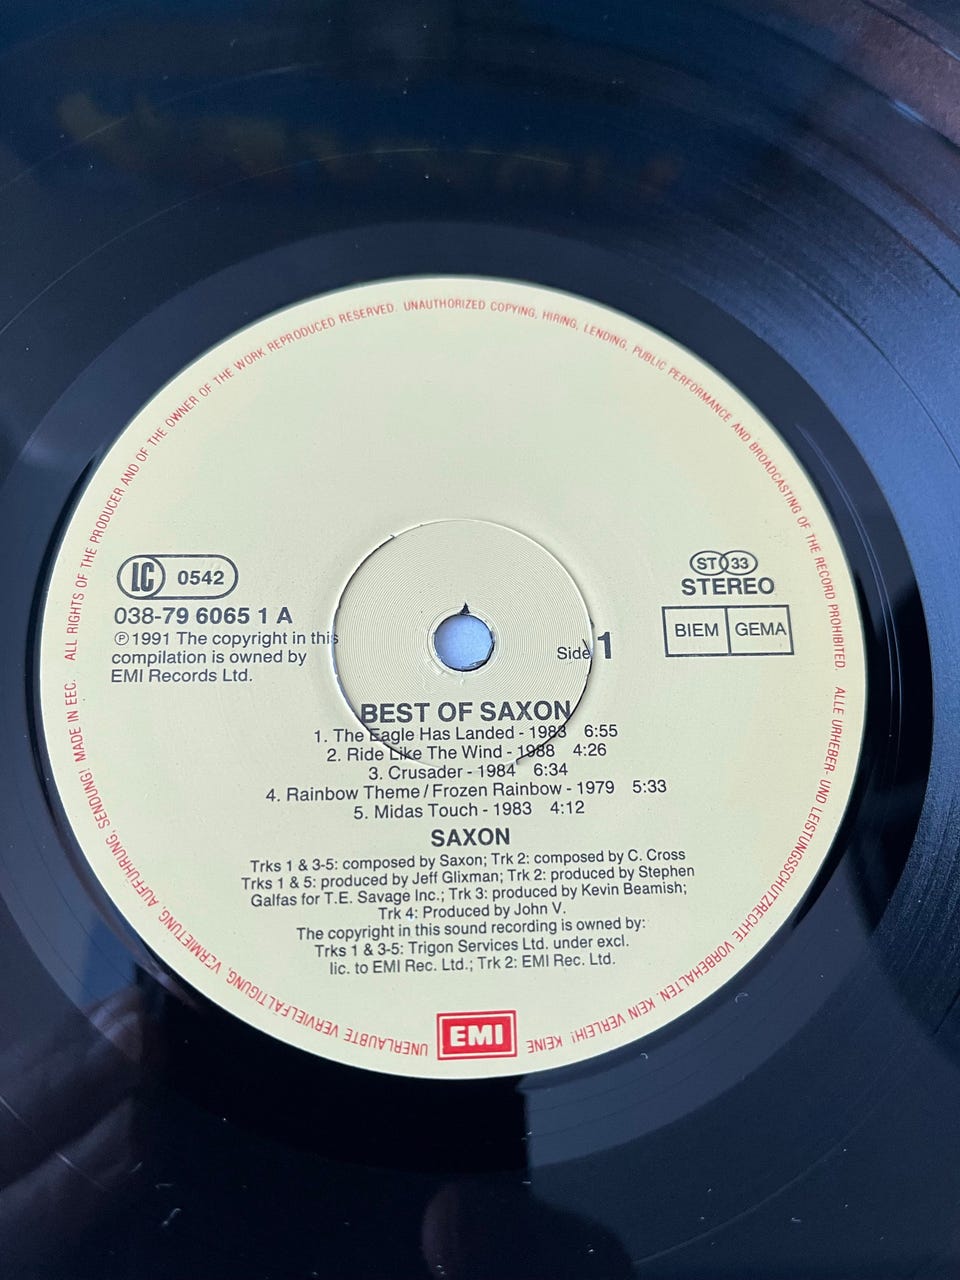 ALL RIGHTS OF THE PRODUCER AND OF THE OWNER OF THE WORK REPRODUCED RESERVED. UNAUTHORIZED COPYING, HIRING, LENDING, PUBLIC PERFORMANCE AND BROADCASTING OF THE RECORD PROHIBITED.
ALLE URHEBER- UND LEISTUNGSSCHUTZRECHTE VORBEHALTEN. KEIN VERLEIH! KEINE UNERLAUBTE VERVIELFÄLTIGUNG, VERMIETUNG, AUFFÜHRUNG, SENDUNG! MADE IN EEC.
LC 0542
038-79 6065 1 A
℗ 1991 The copyright in this
compilation is owned by
EMI Records Ltd.
ST 33
STEREO
BIEM GEMA
Side 1
BEST OF SAXON
1. The Eagle Has Landed - 1983 6:55
2. Ride Like The Wind - 1988 4:26
3. Crusader - 1984 6:34
4. Rainbow Theme / Frozen Rainbow - 1979 5:33
5. Midas Touch - 1983 4:12
SAXON
Trks 1 & 3-5: composed by Saxon; Trk 2: composed by C. Cross
Trks 1 & 5: produced by Jeff Glixman; Trk 2: produced by Stephen
Galfas for T.E. Savage Inc.; Trk 3: produced by Kevin Beamish;
Trk 4: Produced by John V.
The copyright in this sound recording is owned by:
Trks 1 & 3-5: Trigon Services Ltd. under excl.
lic. to EMI Rec. Ltd.; Trk 2: EMI Rec. Ltd.
EMI